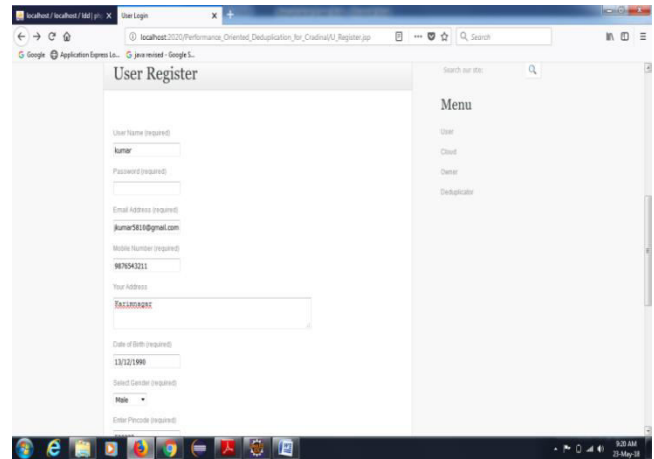 localhost / localhost / ldd | ph
User Login
localhost:2020/Performance_Oriented_Deduplication_for_Cradinal/U_Register.jsp
Search
Google
Application Express Lo...
java revised - Google S...
User Register
User Name (required)
kumar
Password (required)
Email Address (required)
jkumar5818@gmail.com
Mobile Number (required)
9876543211
Your Address
Karimnagar
Date of Birth (required)
13/12/1990
Select Gender (required)
Male
Enter Pincode (required)
Search our site:
Menu
User
Cloud
Owner
Deduplicator
9:20 AM
23-May-18